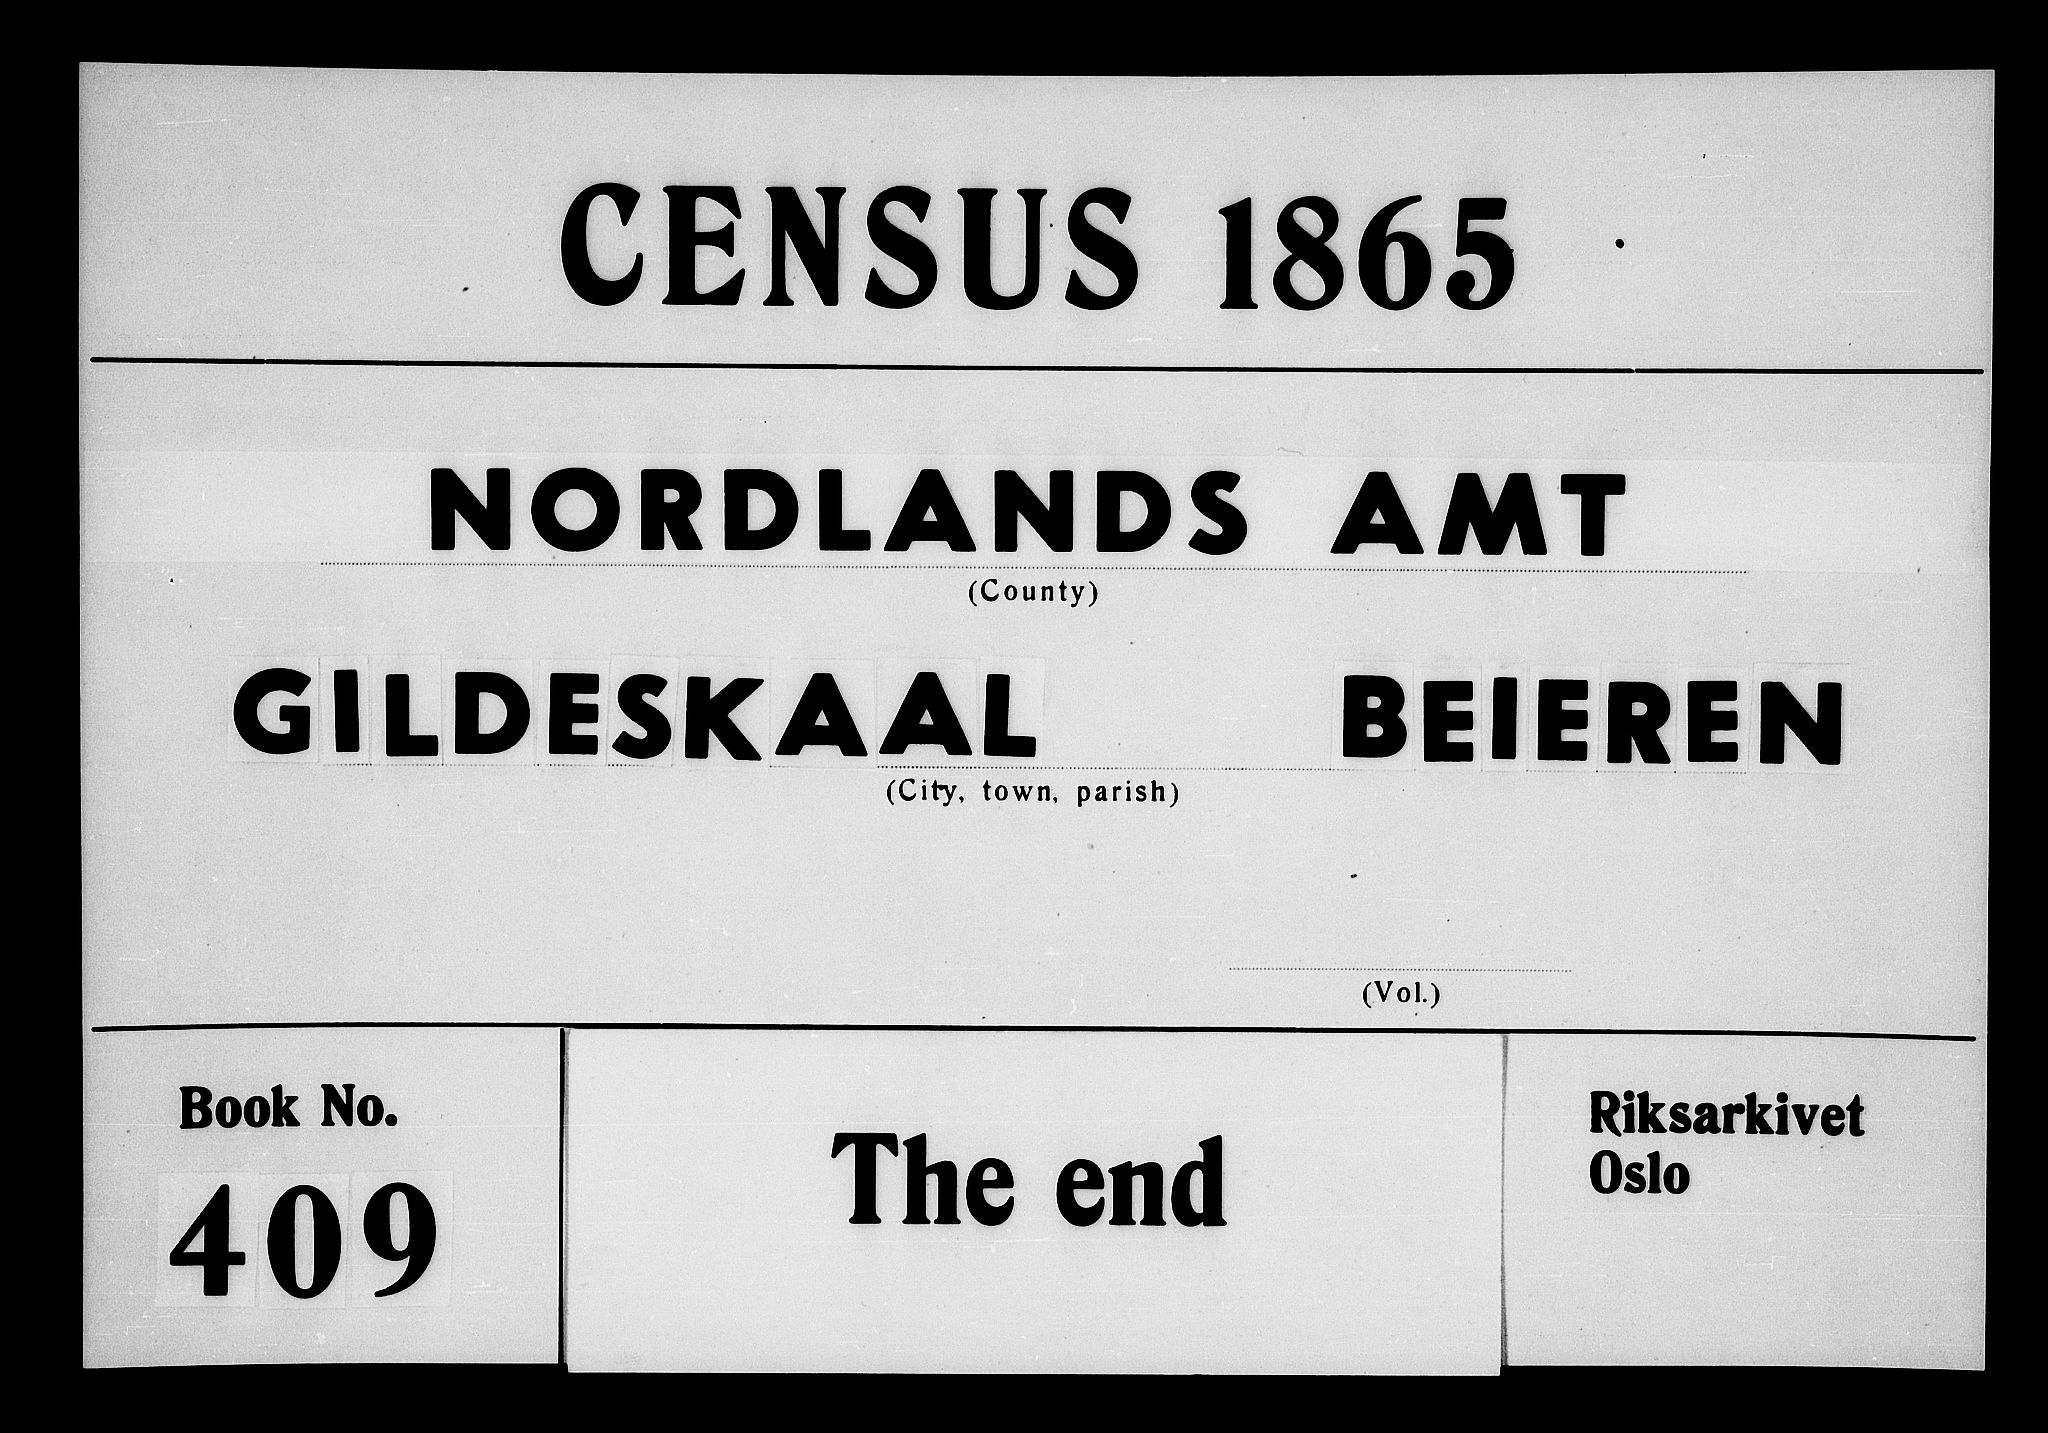 CENSUS 1865
NORDLANDS AMT
(County)
GILDESKAAL BEIEREN
(City, town, parish)
(Vol.)
Book No.
409
The end
Riksarkivet
Oslo